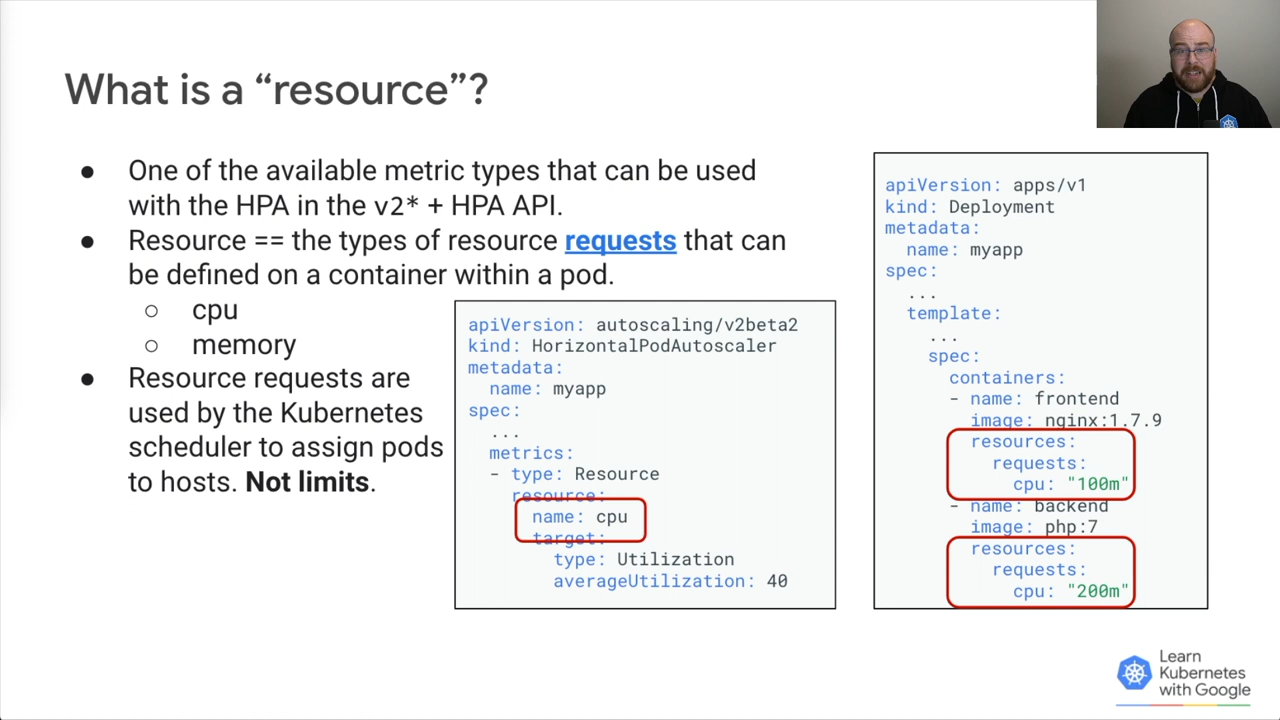 What is a “resource”?
● One of the available metric types that can be used
with the HPA in the v2* + HPA API.
● Resource == the types of resource requests that can
be defined on a container within a pod.
○ cpu
○ memory
● Resource requests are
used by the Kubernetes
scheduler to assign pods
to hosts. Not limits.
apiVersion: autoscaling/v2beta2
kind: HorizontalPodAutoscaler
metadata:
name: myapp
spec:
...
metrics:
- type: Resource
resource:
name: cpu
target:
type: Utilization
averageUtilization: 40
apiVersion: apps/v1
kind: Deployment
metadata:
name: myapp
spec:
...
template:
...
spec:
containers:
- name: frontend
image: nginx:1.7.9
resources:
requests:
cpu: "100m"
- name: backend
image: php:7
resources:
requests:
cpu: "200m"
Learn
Kubernetes
with Google